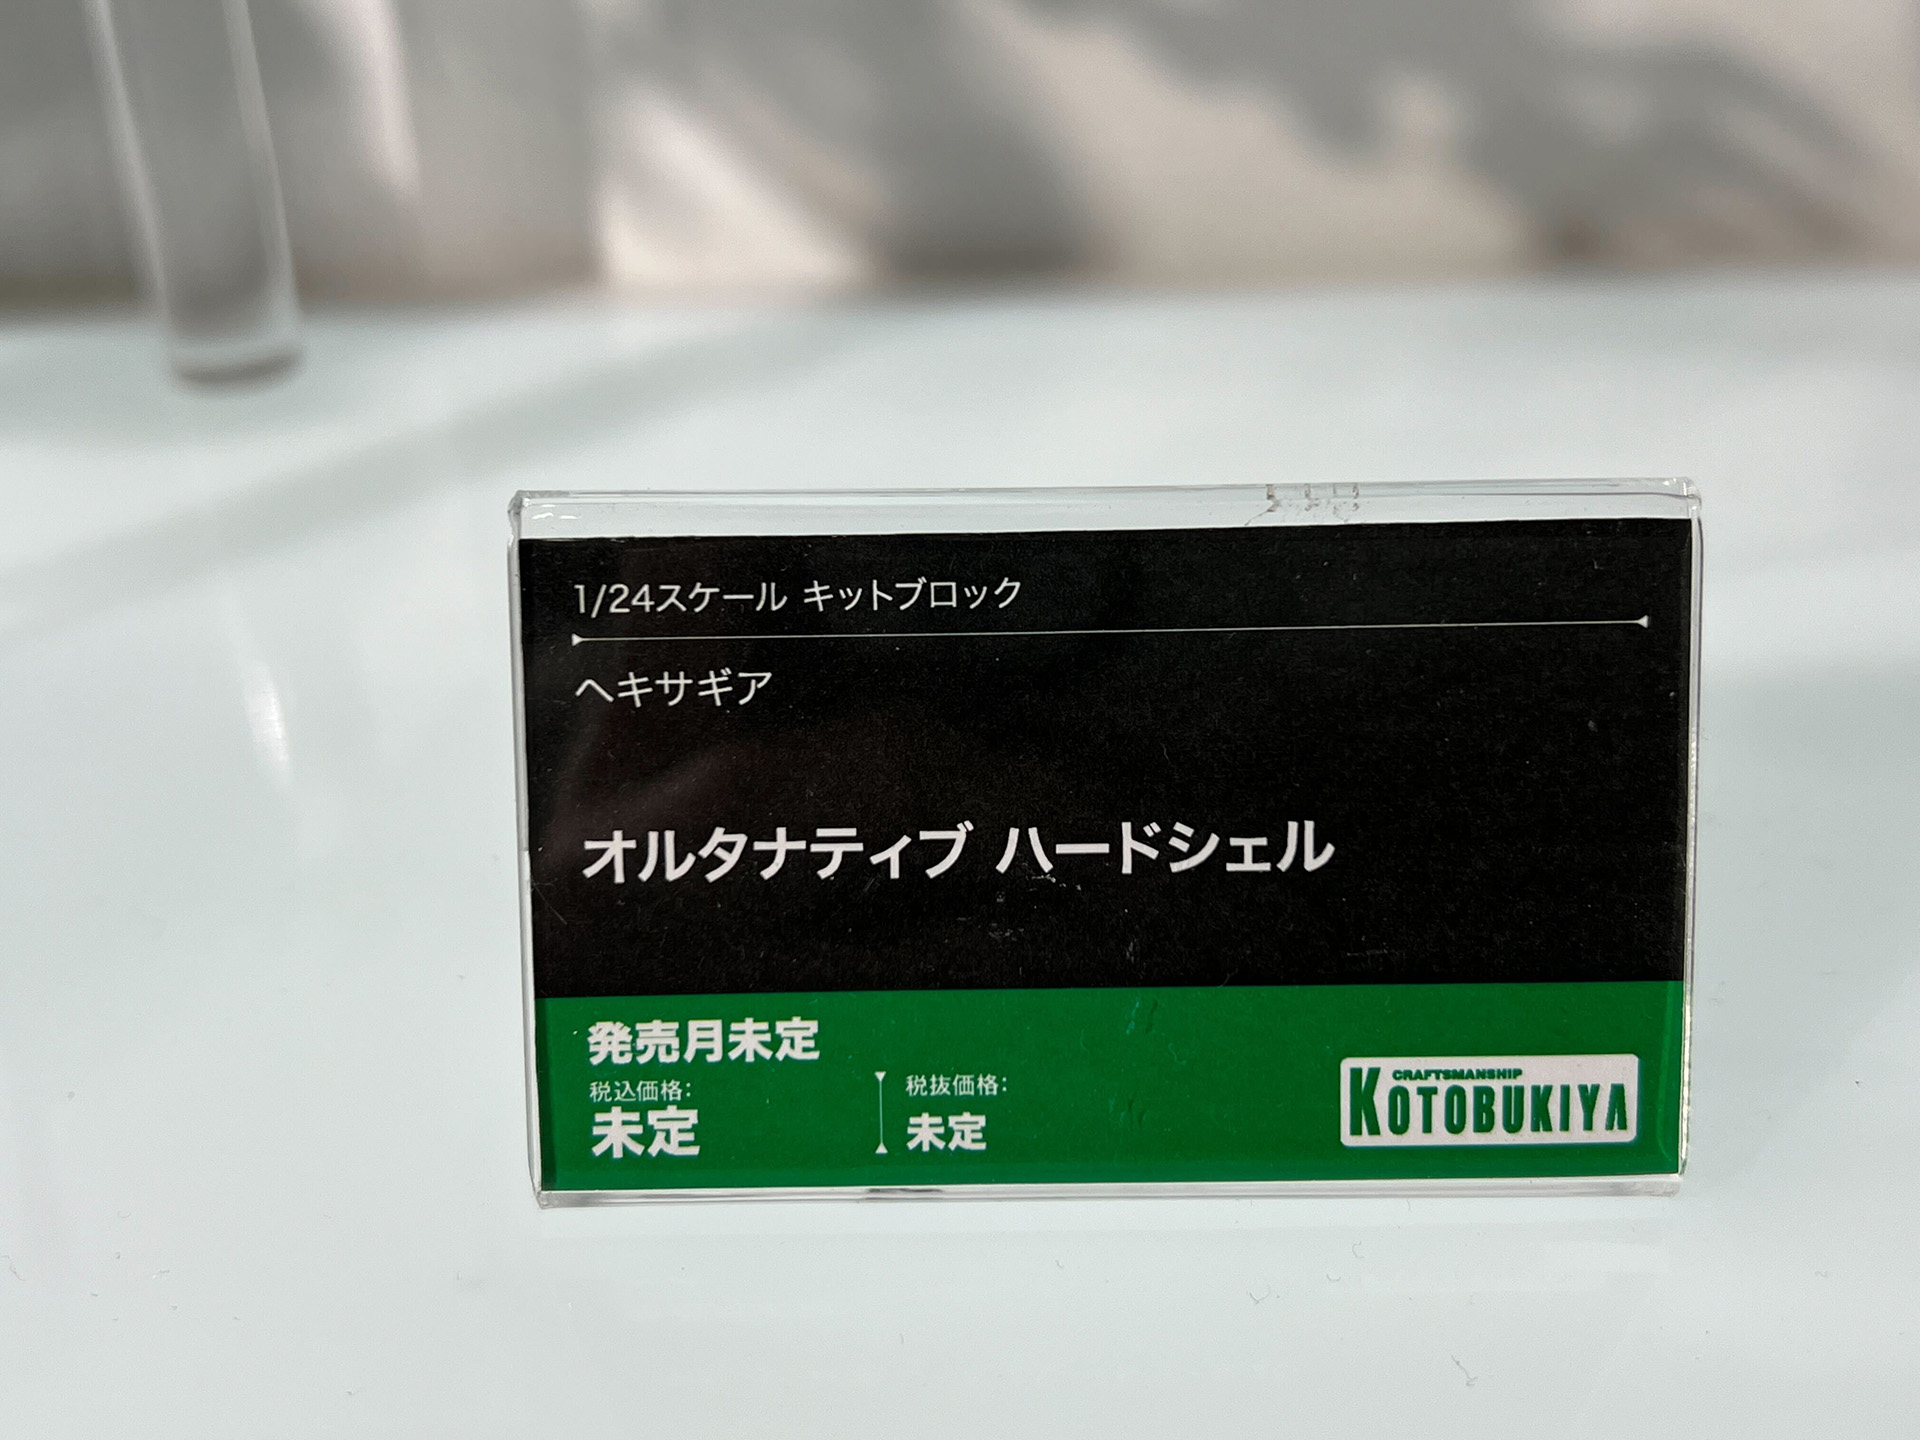 1/24スケール キットブロック
ヘキサギア
オルタナティブ ハードシェル
発売月未定
税込価格:
未定
税抜価格:
未定
CRAFTSMANSHIP
KOTOBUKIYA